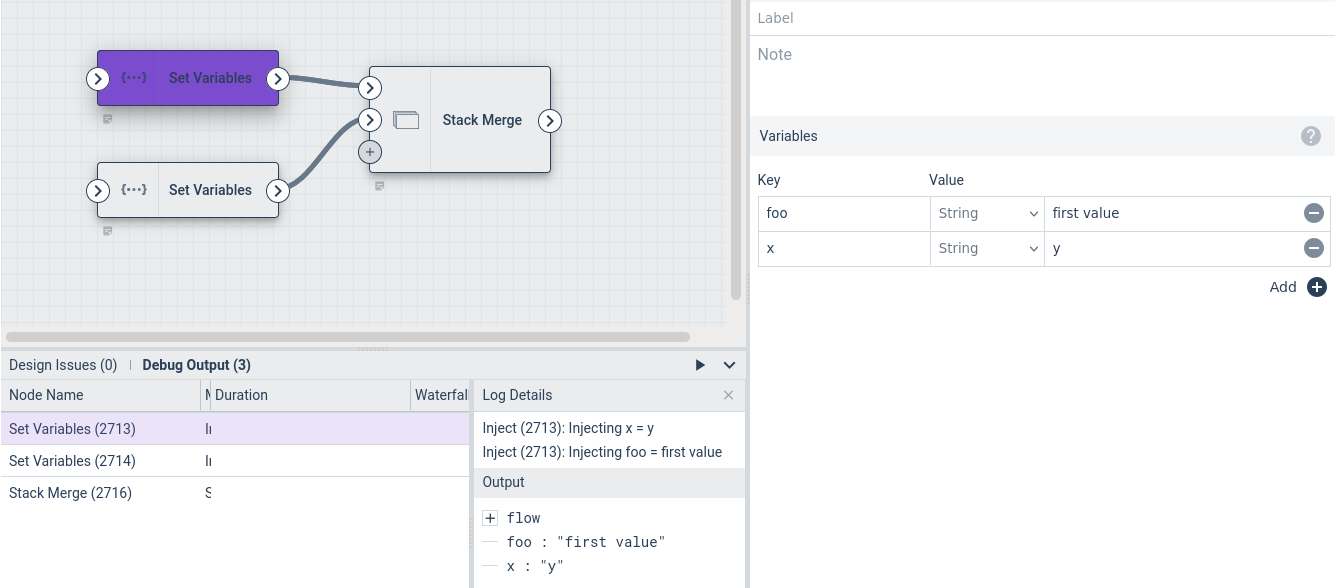 Set Variables
Stack Merge
Set Variables
Design Issues (0)
Debug Output (3)
Node Name
Duration
Waterfal
Set Variables (2713)
Set Variables (2714)
Stack Merge (2716)
Log Details
Inject (2713): Injecting x = y
Inject (2713): Injecting foo = first value
Output
flow
foo : "first value"
x : "y"
Label
Note
Variables
Key Value
foo String first value
x String y
Add